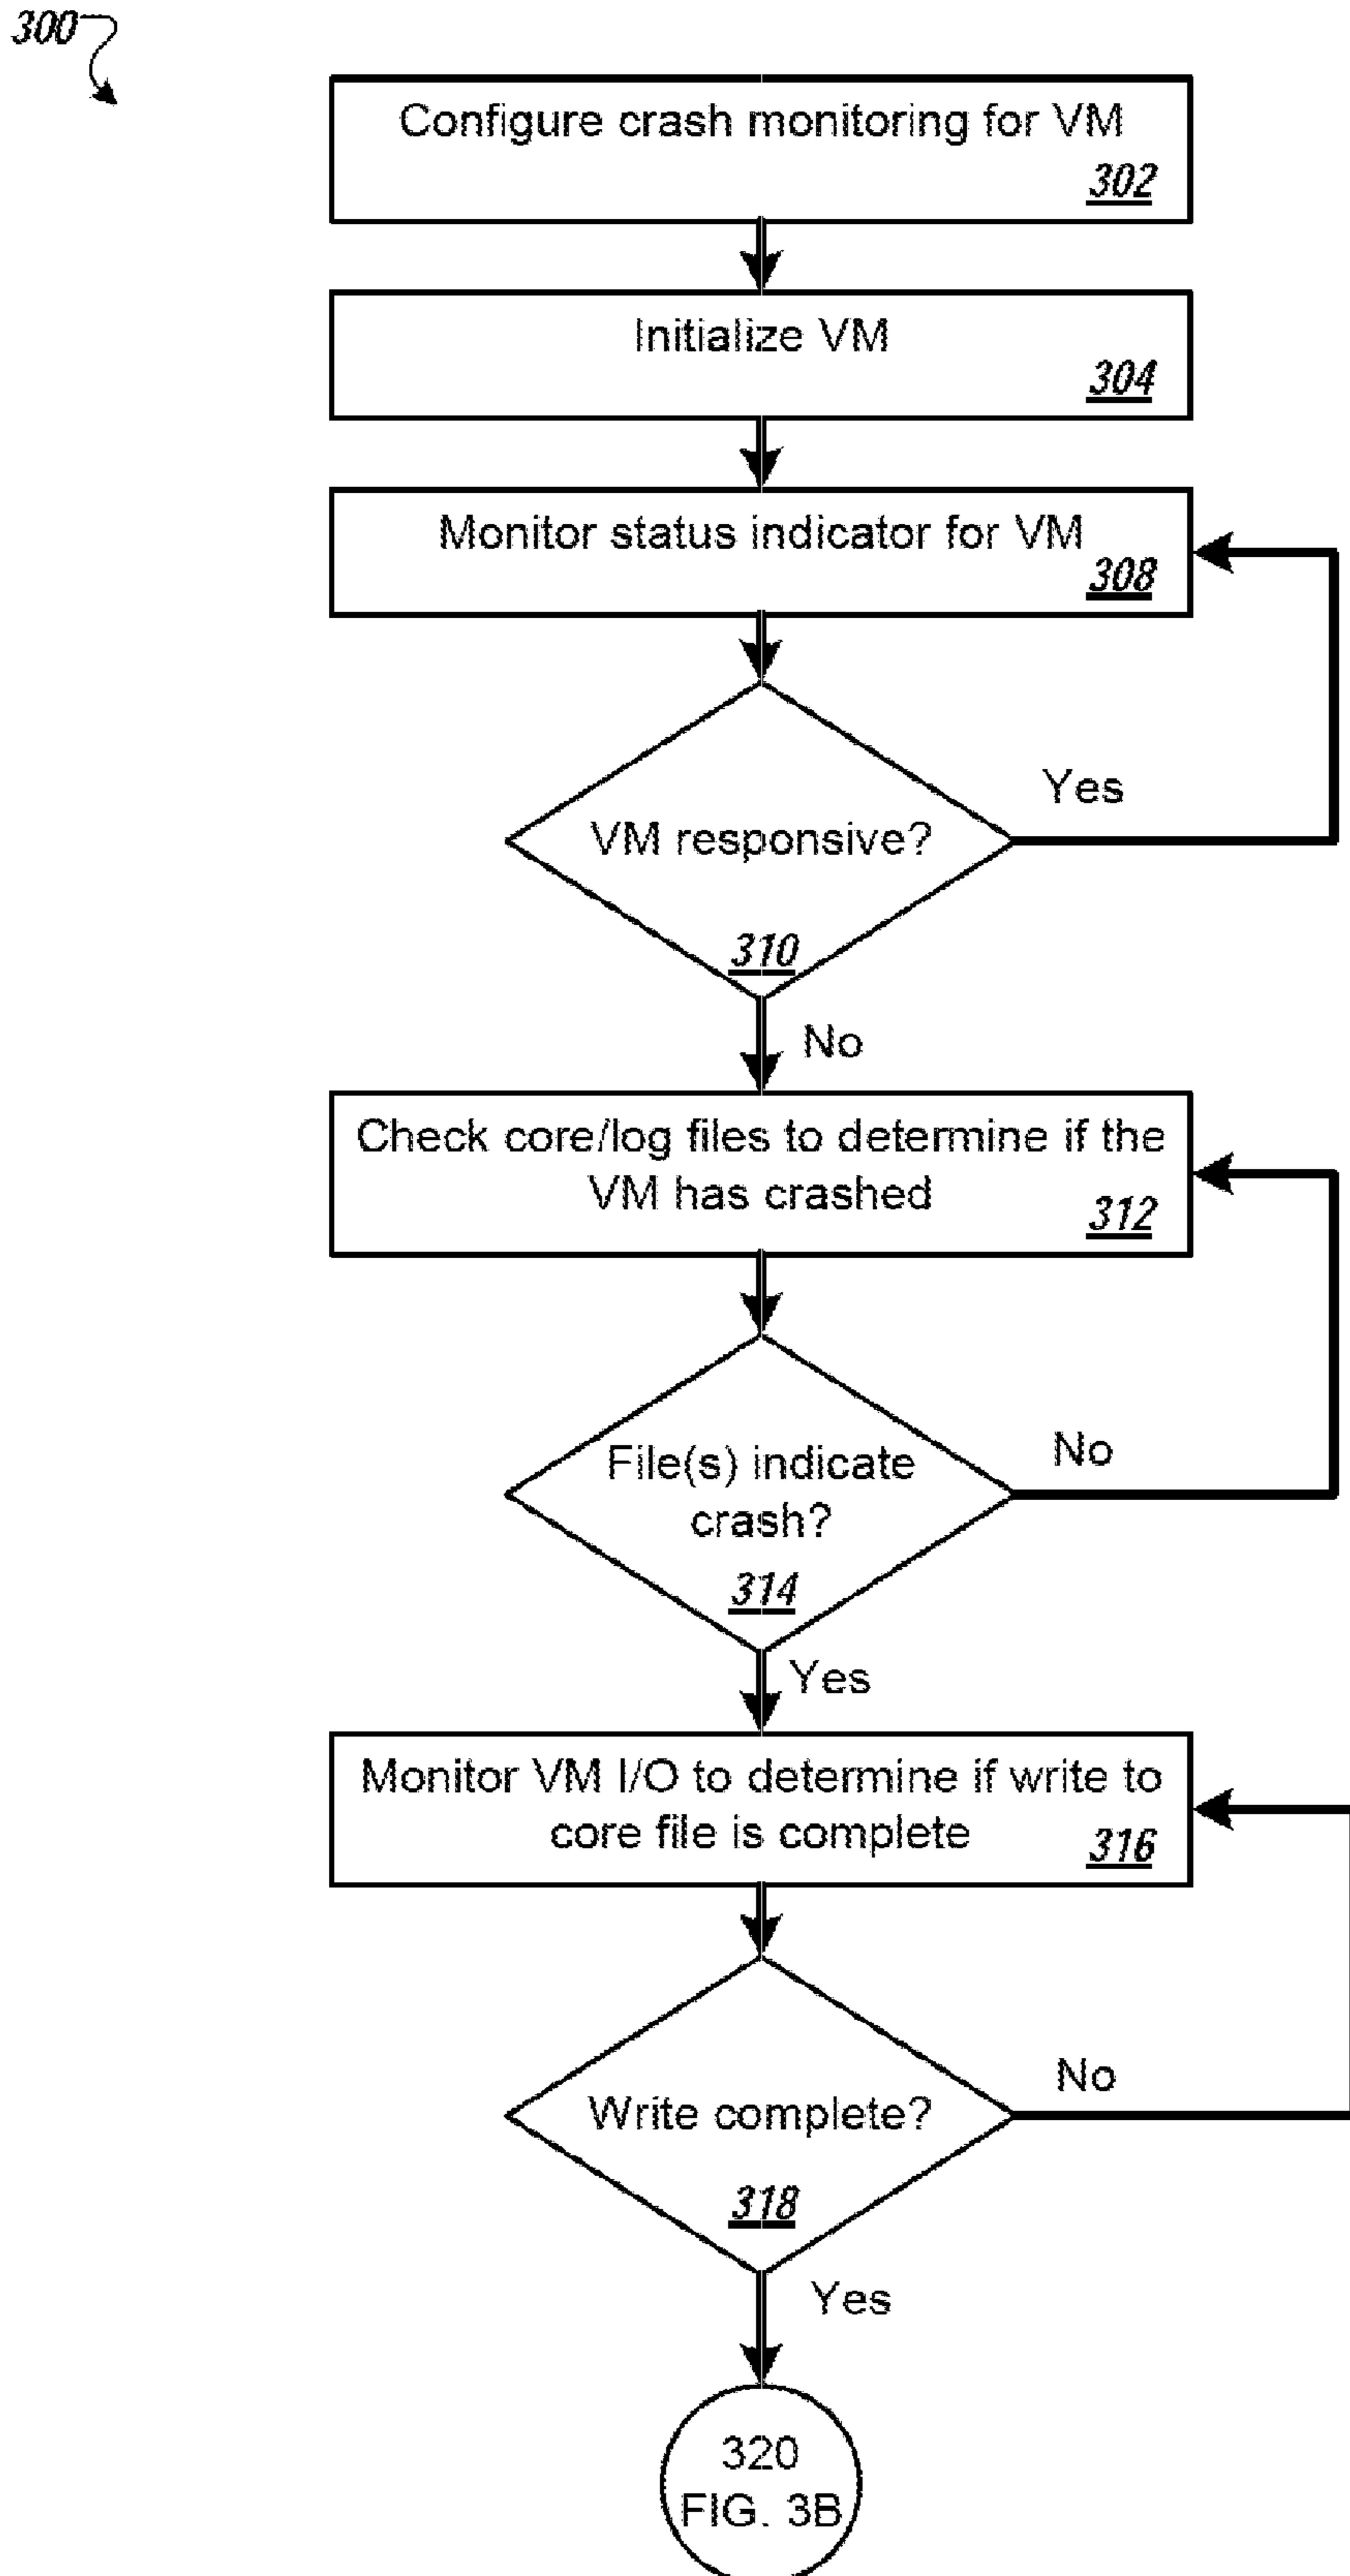 300
Configure crash monitoring for VM
302
Initialize VM
304
Monitor status indicator for VM
308
Yes
VM responsive?
310
No
Check core/log files to determine if the
VM has crashed
312
No
File(s) indicate
crash?
314
Yes
Monitor VM I/O to determine if write to
core file is complete
316
No
Write complete?
318
Yes
320
FIG. 3B